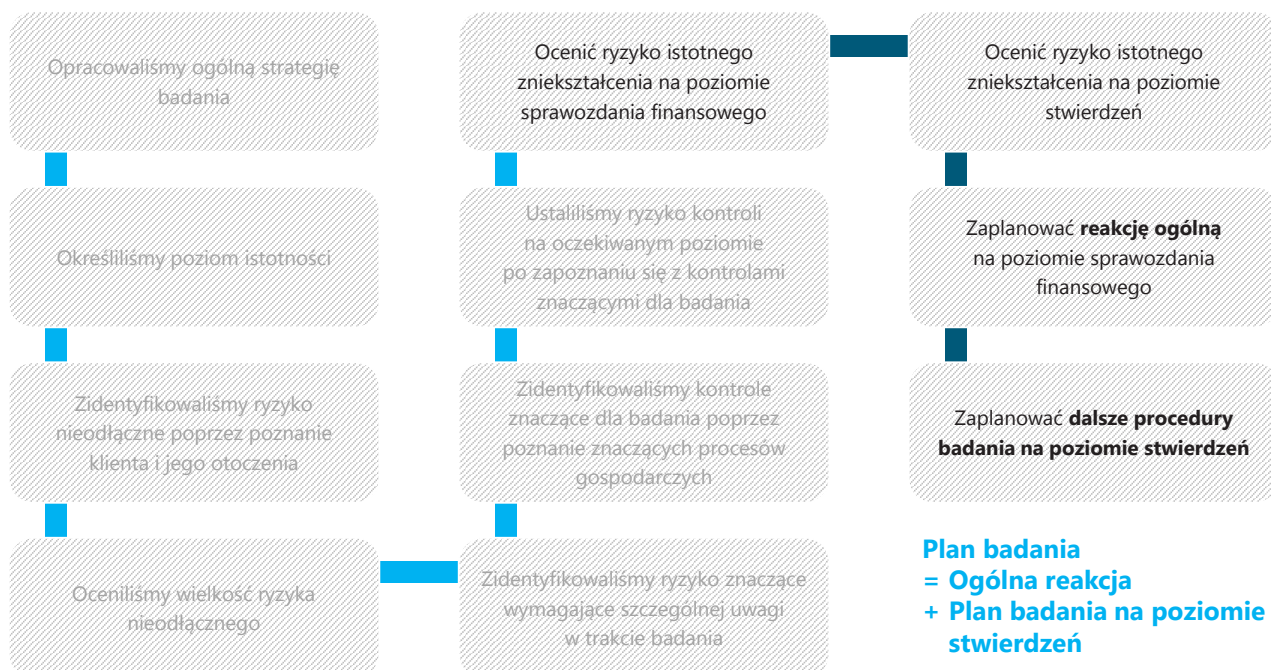 Opracowaliśmy ogólną strategię
badania
Określiliśmy poziom istotności
Zidentyfikowaliśmy ryzyko
nieodłączne poprzez poznanie
klienta i jego otoczenia
Oceniliśmy wielkość ryzyka
nieodłącznego
Zidentyfikowaliśmy ryzyko znaczące
wymagające szczególnej uwagi
w trakcie badania
Zidentyfikowaliśmy kontrole
znaczące dla badania poprzez
poznanie znaczących procesów
gospodarczych
Ustaliliśmy ryzyko kontroli
na oczekiwanym poziomie
po zapoznaniu się z kontrolami
znaczącymi dla badania
Ocenić ryzyko istotnego
zniekształcenia na poziomie
sprawozdania finansowego
Ocenić ryzyko istotnego
zniekształcenia na poziomie
stwierdzeń
Zaplanować reakcję ogólną
na poziomie sprawozdania
finansowego
Zaplanować dalsze procedury
badania na poziomie stwierdzeń
Plan badania
= Ogólna reakcja
+ Plan badania na poziomie
stwierdzeń